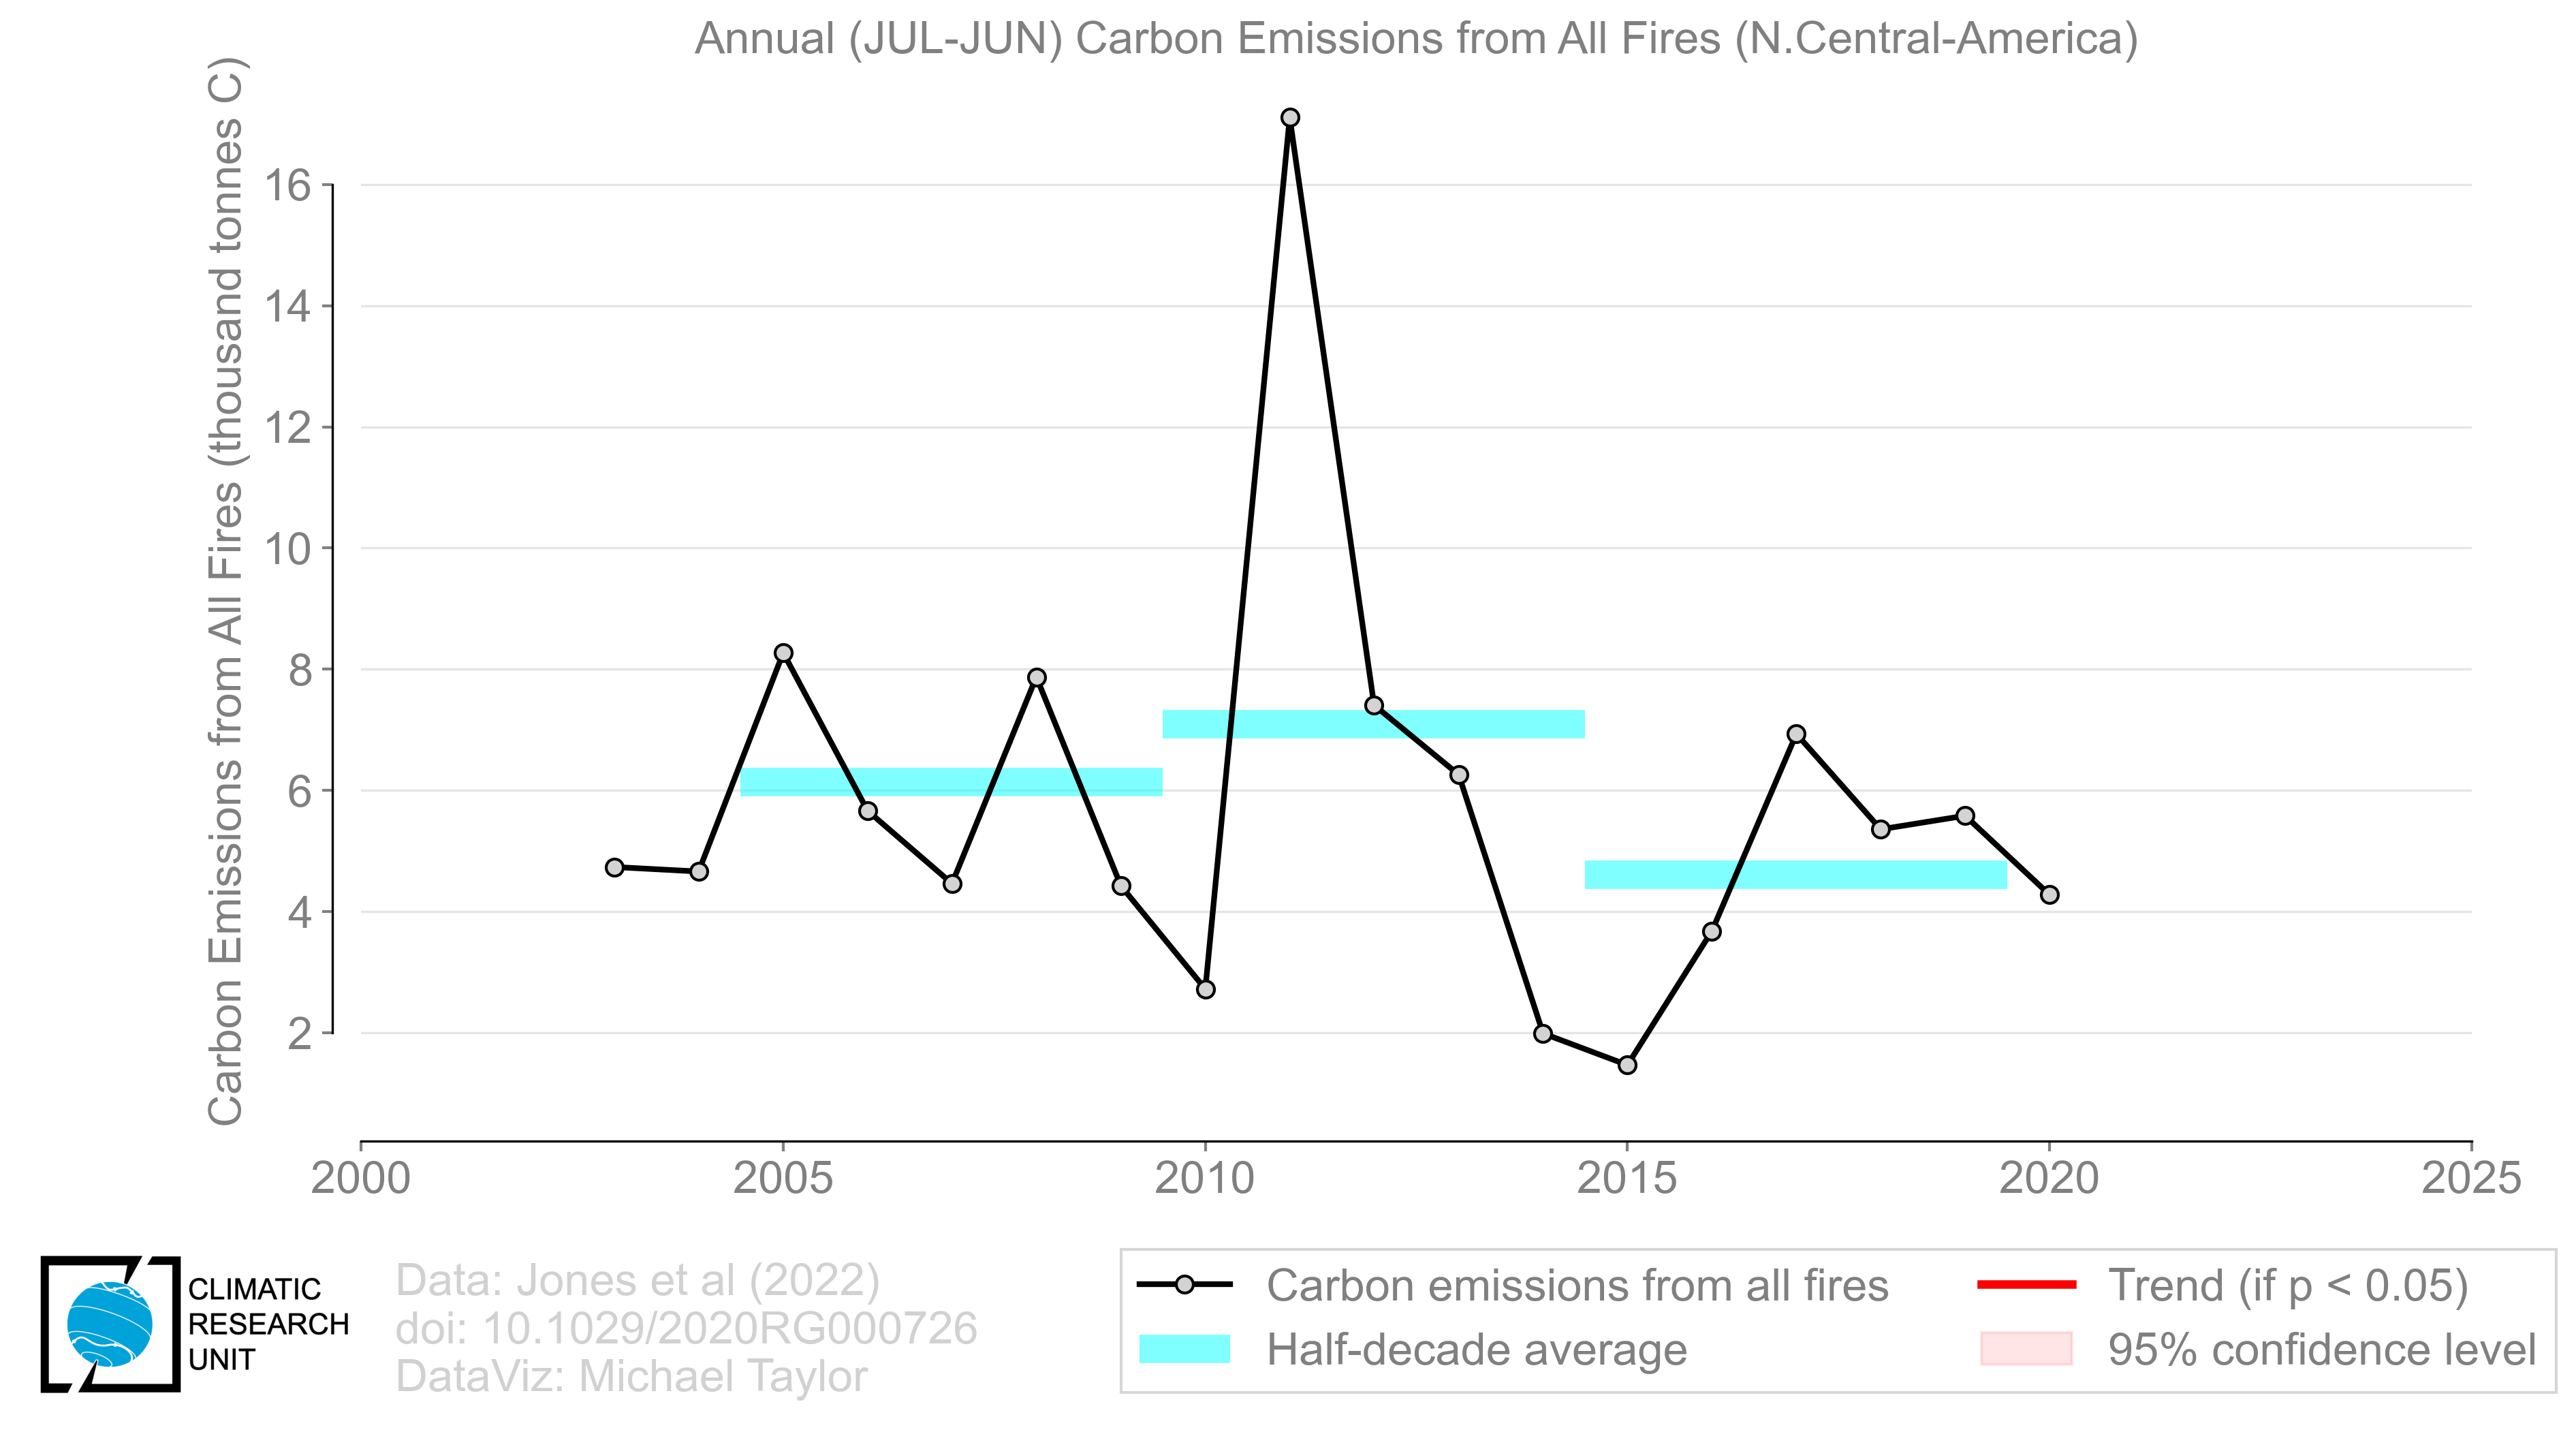 Annual (JUL-JUN) Carbon Emissions from All Fires (N.Central-America)
Carbon Emissions from All Fires (thousand tonnes C)
16
14
12
10
8
6
4
2
2000
2005
2010
2015
2020
2025
CLIMATIC
RESEARCH
UNIT
Data: Jones et al (2022)
doi: 10.1029/2020RG000726
DataViz: Michael Taylor
Carbon emissions from all fires
Half-decade average
Trend (if p < 0.05)
95% confidence level